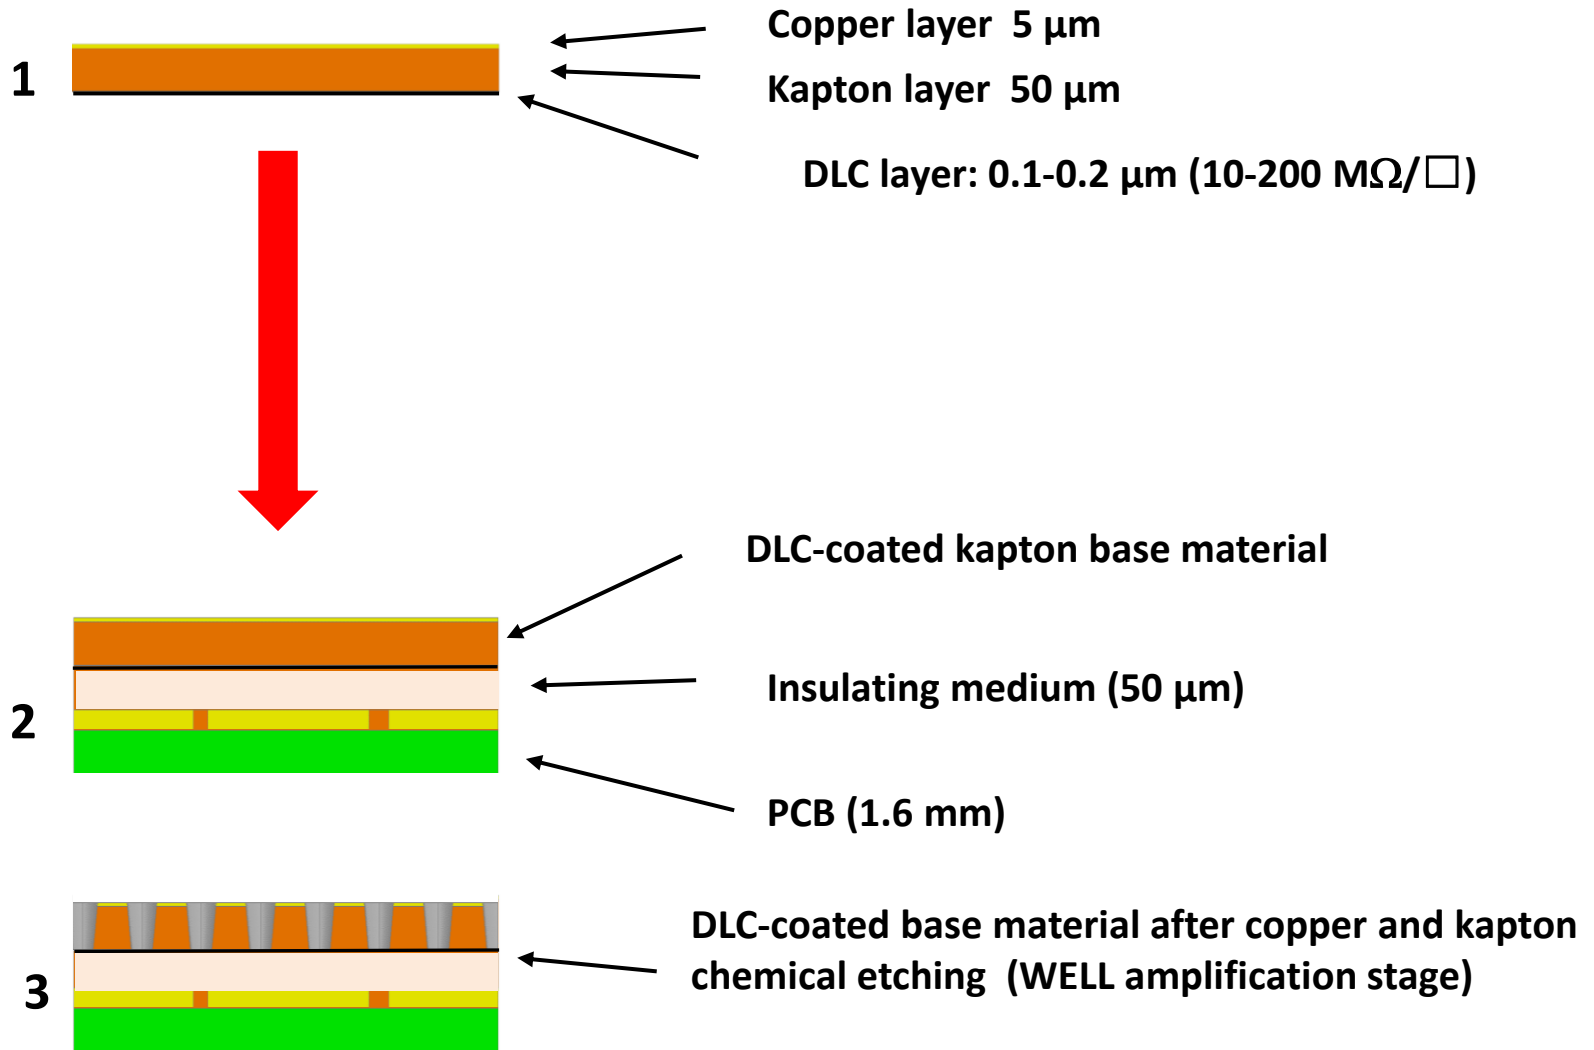 Copper layer 5 µm
1
Kapton layer 50 µm
DLC layer: 0.1-0.2 µm (10-200 MΩ/□)
DLC-coated kapton base material
Insulating medium (50 µm)
2
PCB (1.6 mm)
DLC-coated base material after copper and kapton
chemical etching (WELL amplification stage)
3